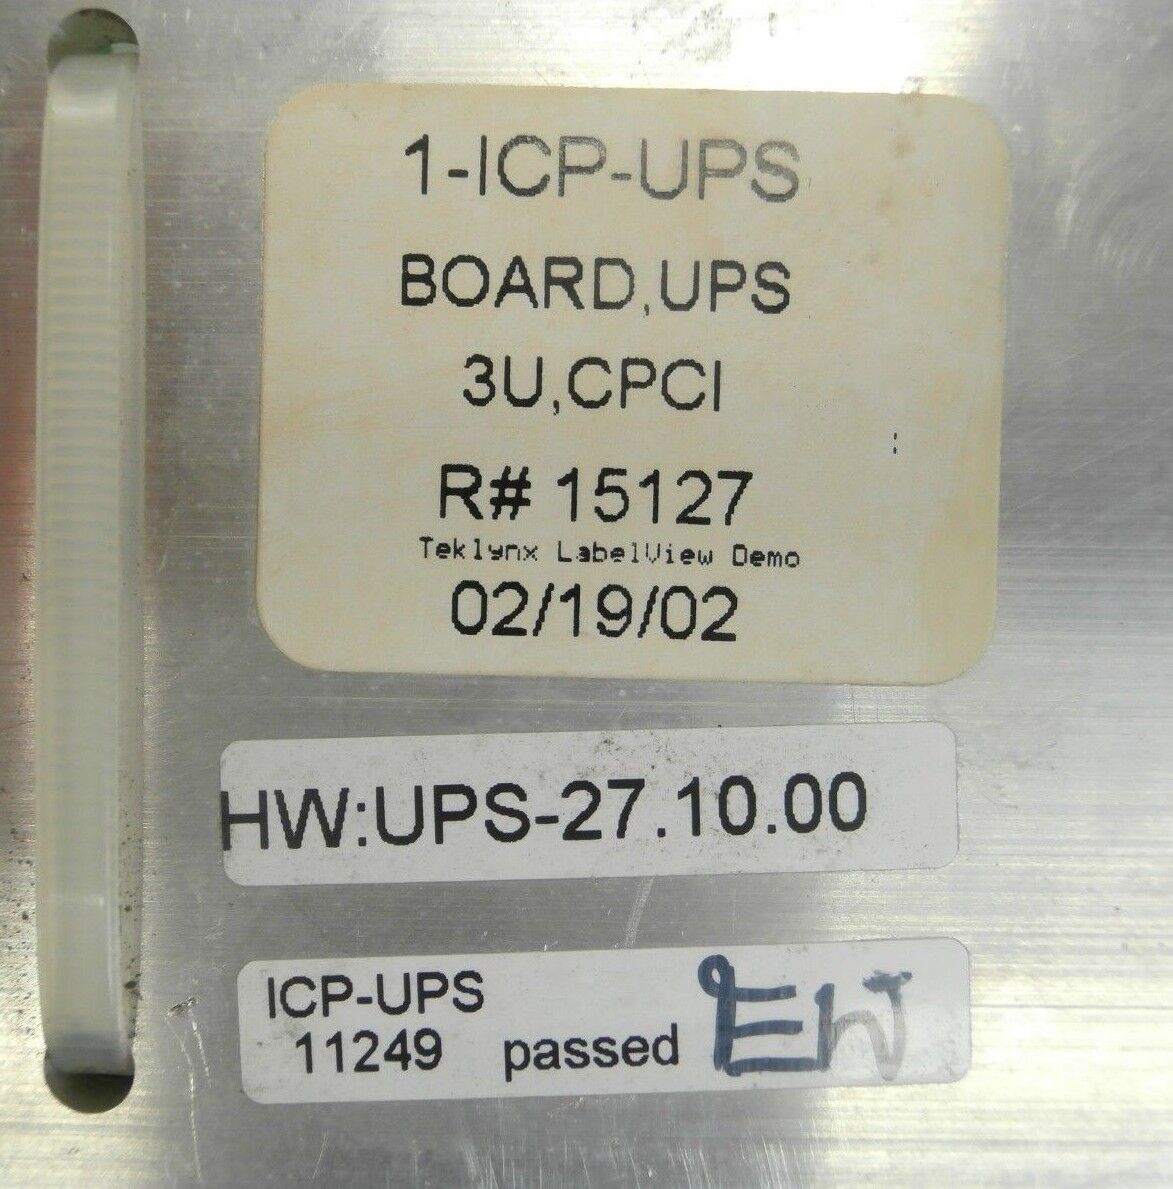 1-ICP-UPS
BOARD,UPS
3U,CPCI
R# 15127
Teklynx LabelView Demo
02/19/02
HW:UPS-27.10.00
ICP-UPS
11249 passed EW